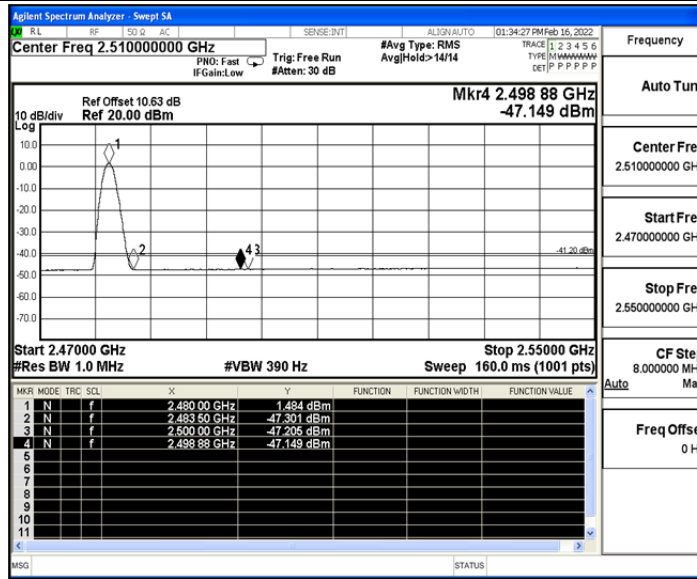 Agilent Spectrum Analyzer - Swept SA
RL RF 50 Ω AC SENSE:INT ALIGNAUTO 01:34:27 PM Feb 16, 2022
Center Freq 2.510000000 GHz
PNO: Fast
IFGain:Low
Trig: Free Run
#Atten: 30 dB
#Avg Type: RMS
Avg|Hold:>14/14
TRACE 1 2 3 4 5 6
TYPE
DET P P P P P P
Ref Offset 10.63 dB
Ref 20.00 dBm
10 dB/div
Log
Mkr4 2.498 88 GHz
-47.149 dBm
10.0
0.00
-10.0
-20.0
-30.0
-40.0
-50.0
-60.0
-70.0
1
2
4 3
-41.20 dBm
Start 2.47000 GHz
Stop 2.55000 GHz
#Res BW 1.0 MHz
#VBW 390 Hz
Sweep 160.0 ms (1001 pts)
MKR MODE TRC SCL X Y FUNCTION FUNCTION WIDTH FUNCTION VALUE
1 N f 2.480 00 GHz 1.484 dBm
2 N f 2.483 50 GHz -47.301 dBm
3 N f 2.500 00 GHz -47.205 dBm
4 N f 2.498 88 GHz -47.149 dBm
5
6
7
8
9
10
11
MSG
STATUS
Frequency
Auto Tun
Center Fre
2.510000000 GH
Start Fre
2.470000000 GH
Stop Fre
2.550000000 GH
CF Ste
8.000000 MH
Auto Ma
Freq Offse
0 H